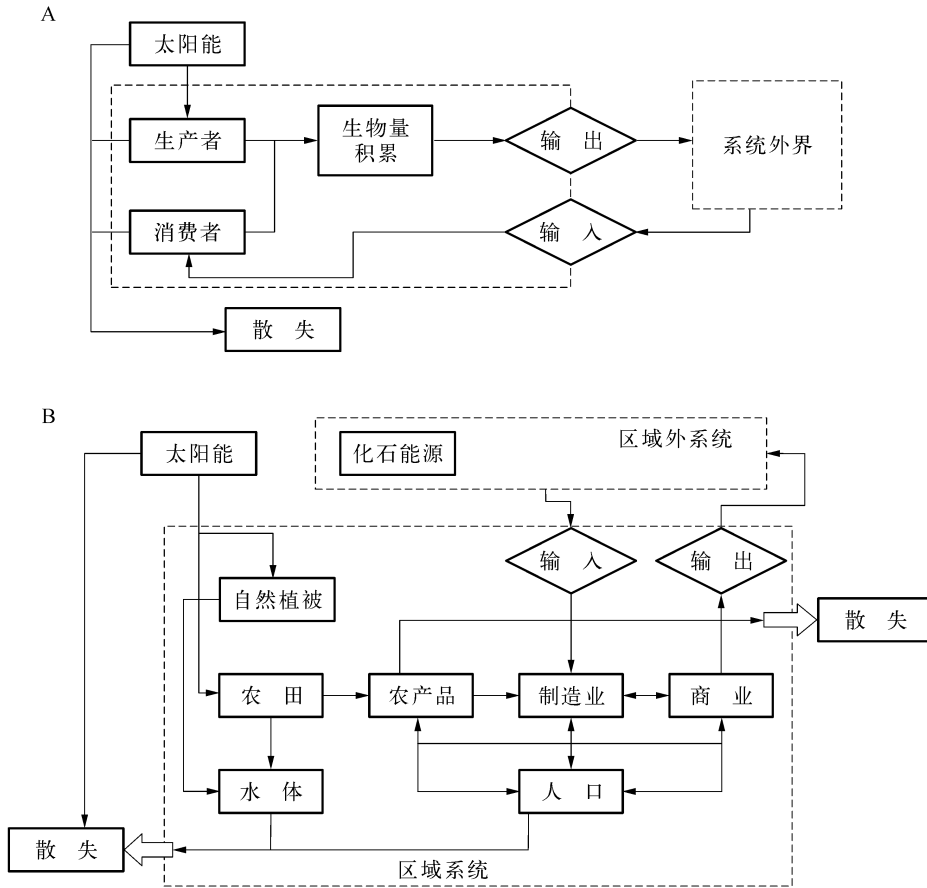 A
太阳能
生产者
生物量
积累
输 出
系统外界
消费者
输 入
散 失
B
太阳能
化石能源
区域外系统
输 入
输 出
自然植被
散 失
农 田
农产品
制造业
商 业
水 体
人 口
散 失
区域系统